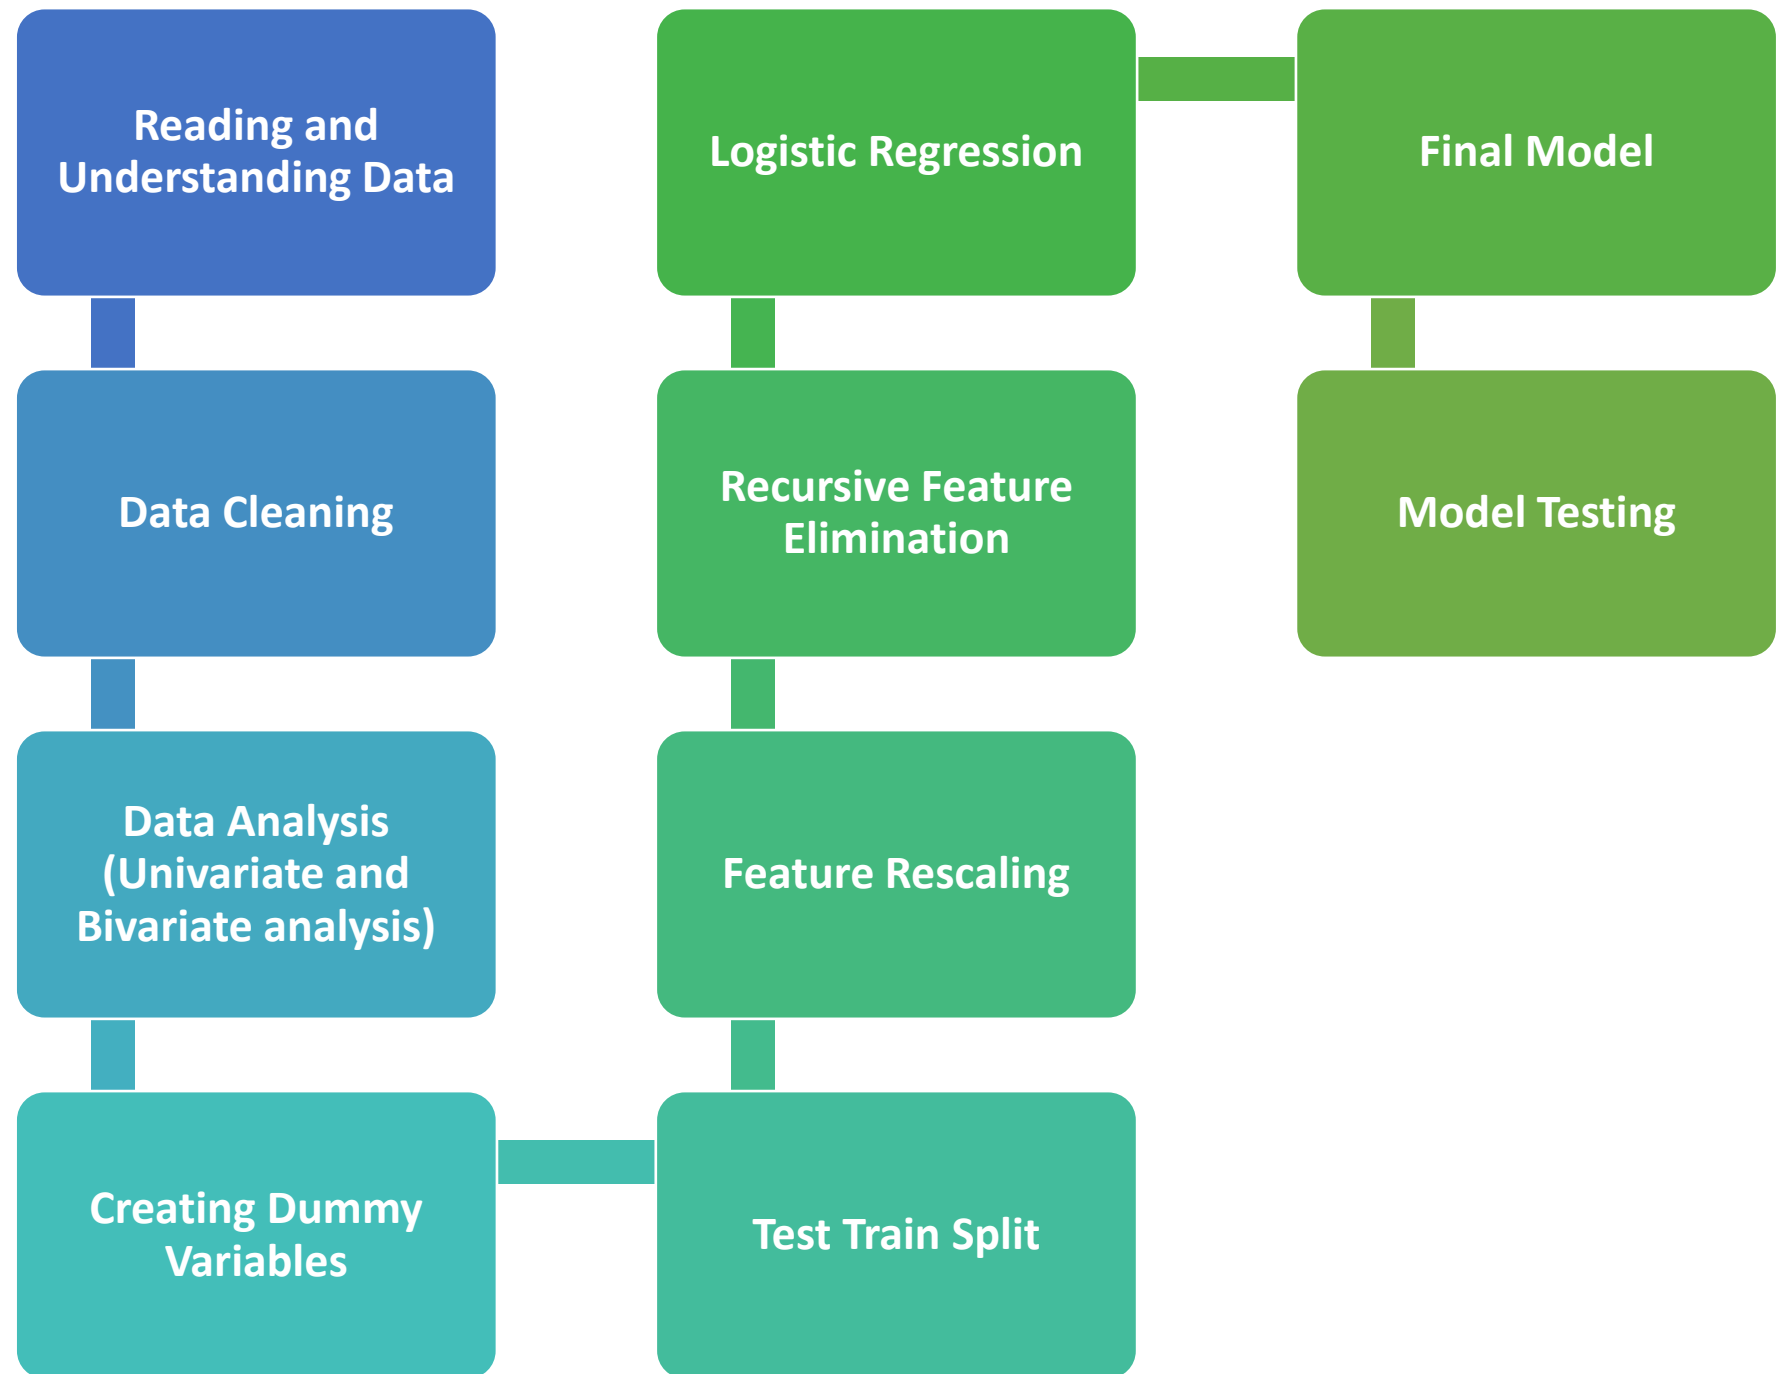 Reading and
Understanding Data
Data Cleaning
Data Analysis
(Univariate and
Bivariate analysis)
Creating Dummy
Variables
Test Train Split
Feature Rescaling
Recursive Feature
Elimination
Logistic Regression
Final Model
Model Testing